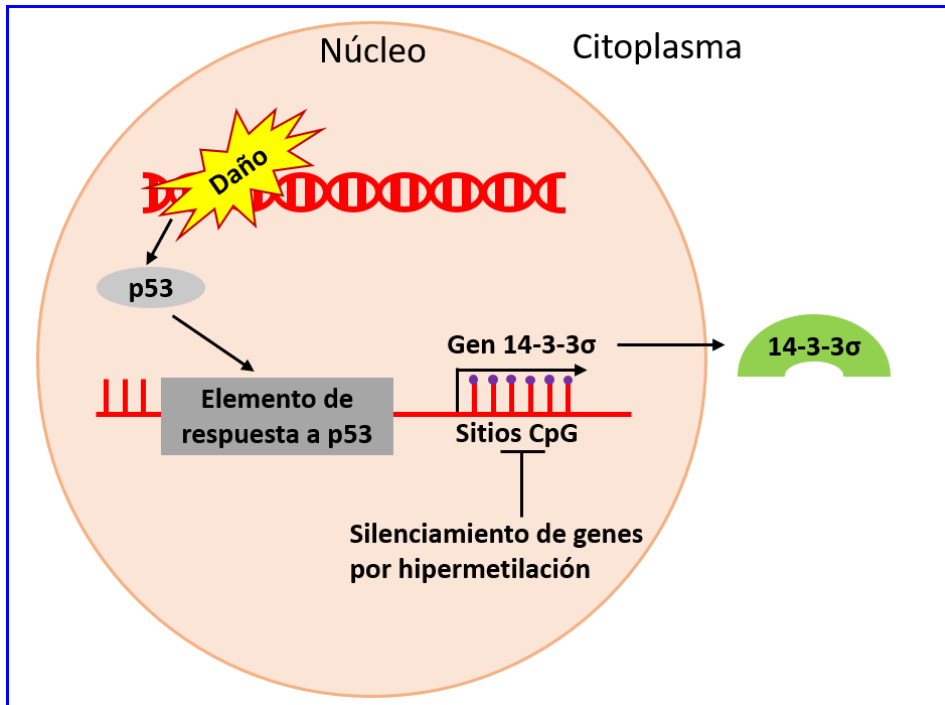 Núcleo
Citoplasma
Daño
p53
Gen 14-3-3σ
14-3-3σ
Elemento de
respuesta a p53
Sitios CpG
Silenciamiento de genes
por hipermetilación